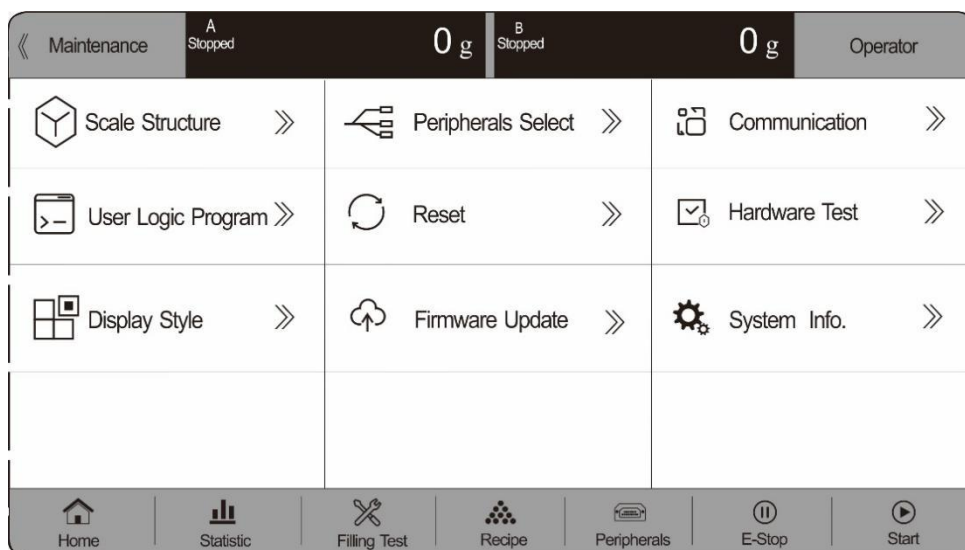 Maintenance
A
Stopped
0 g
B
Stopped
0 g
Operator
Scale Structure
Peripherals Select
Communication
User Logic Program
Reset
Hardware Test
Display Style
Firmware Update
System Info.
Home
Statistic
Filling Test
Recipe
Peripherals
E-Stop
Start